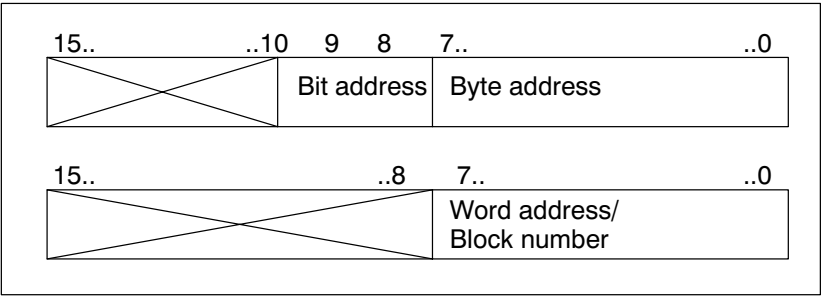 15.. ..10 9 8 7.. ..0
Bit address Byte address
15.. ..8 7.. ..0
Word address/
Block number